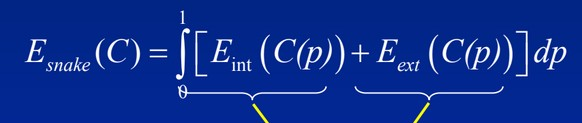 E_snake (C) = ∫₀¹ [ E_int (C(p)) + E_ext (C(p)) ] dp